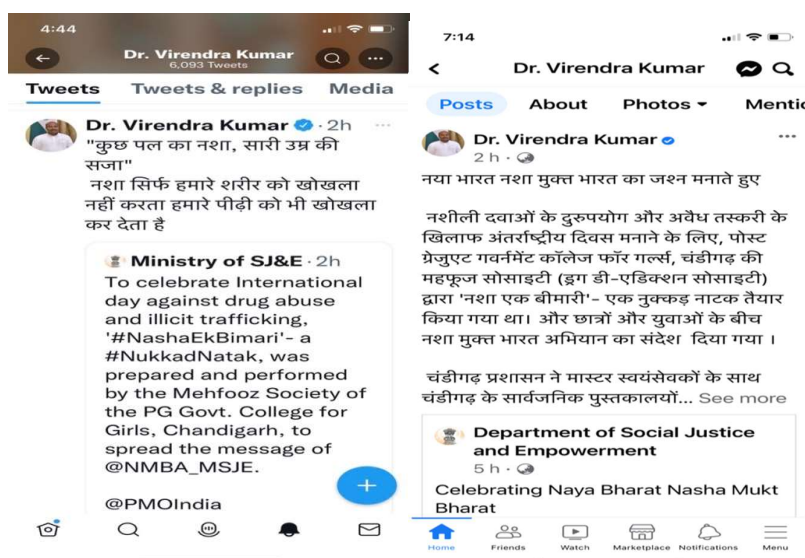 4:44
Dr. Virendra Kumar
6,093 Tweets
Tweets Tweets & replies Media
Dr. Virendra Kumar · 2h
"कुछ पल का नशा, सारी उम्र की
सजा"
नशा सिर्फ हमारे शरीर को खोखला
नहीं करता हमारे पीढ़ी को भी खोखला
कर देता है
Ministry of SJ&E · 2h
To celebrate International
day against drug abuse
and illicit trafficking,
'#NashaEkBimari'- a
#NukkadNatak, was
prepared and performed
by the Mehfooz Society of
the PG Govt. College for
Girls, Chandigarh, to
spread the message of
@NMBA_MSJE.
@PMOIndia
7:14
Dr. Virendra Kumar
Posts About Photos Mentio
Dr. Virendra Kumar
2 h ·
नया भारत नशा मुक्त भारत का जश्न मनाते हुए
नशीली दवाओं के दुरुपयोग और अवैध तस्करी के
खिलाफ अंतर्राष्ट्रीय दिवस मनाने के लिए, पोस्ट
ग्रेजुएट गवर्नमेंट कॉलेज फॉर गर्ल्स, चंडीगढ़ की
महफूज सोसाइटी (ड्रग डी-एडिक्शन सोसाइटी)
द्वारा 'नशा एक बीमारी'- एक नुक्कड़ नाटक तैयार
किया गया था। और छात्रों और युवाओं के बीच
नशा मुक्त भारत अभियान का संदेश दिया गया ।
चंडीगढ़ प्रशासन ने मास्टर स्वयंसेवकों के साथ
चंडीगढ़ के सार्वजनिक पुस्तकालयों... See more
Department of Social Justice
and Empowerment
5 h ·
Celebrating Naya Bharat Nasha Mukt
Bharat
Home Friends Watch Marketplace Notifications Menu